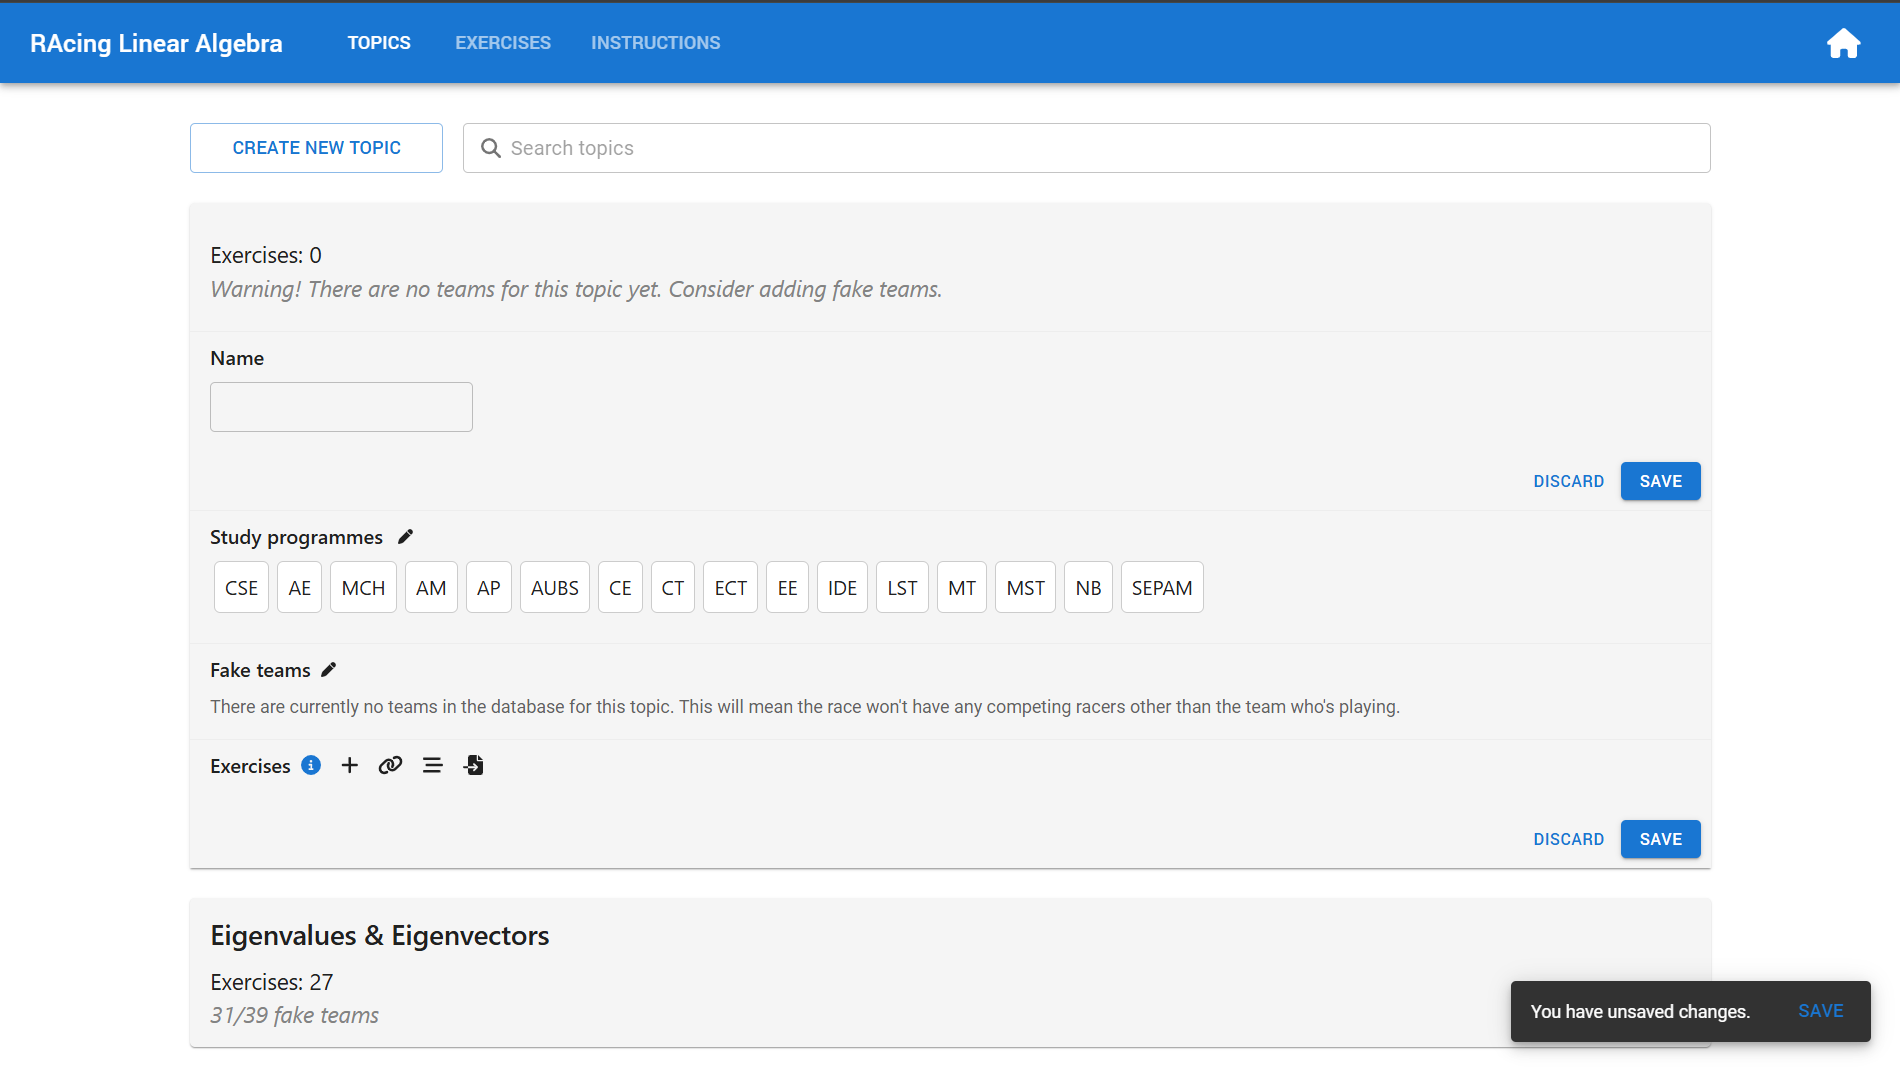 RAcing Linear Algebra TOPICS EXERCISES INSTRUCTIONS
CREATE NEW TOPIC Search topics
Exercises: 0
Warning! There are no teams for this topic yet. Consider adding fake teams.
Name
DISCARD SAVE
Study programmes
CSE AE MCH AM AP AUBS CE CT ECT EE IDE LST MT MST NB SEPAM
Fake teams
There are currently no teams in the database for this topic. This will mean the race won't have any competing racers other than the team who's playing.
Exercises
DISCARD SAVE
Eigenvalues & Eigenvectors
Exercises: 27
31/39 fake teams
You have unsaved changes. SAVE